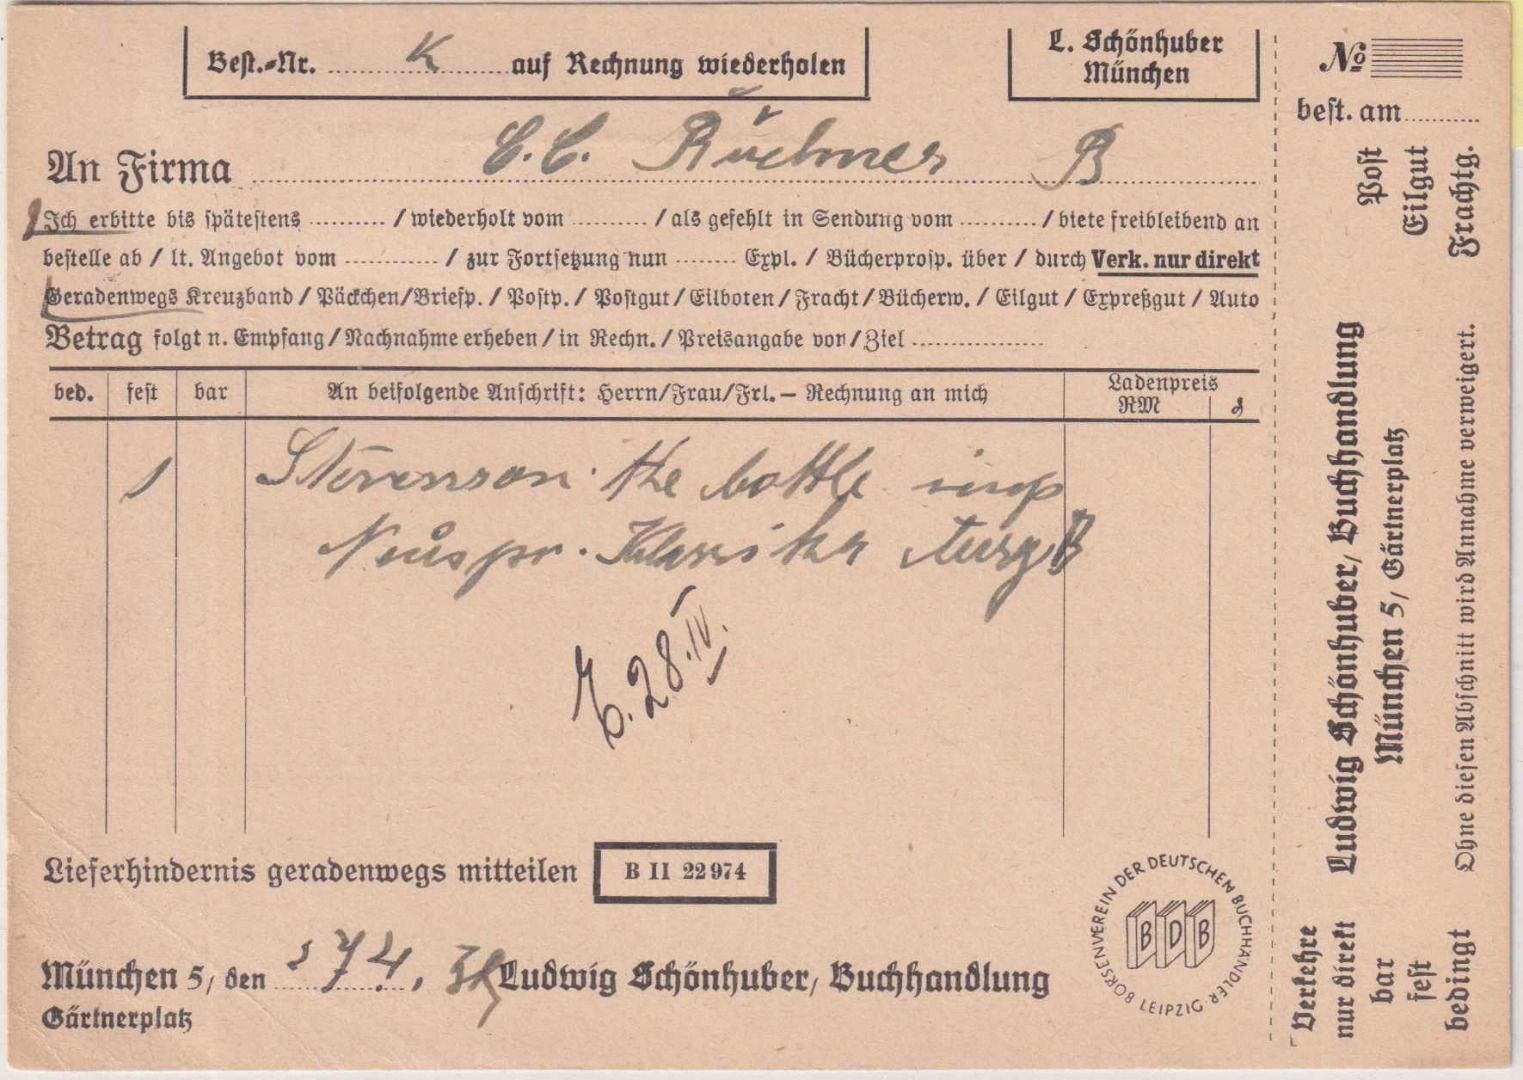 Best.-Nr. K auf Rechnung wiederholen
L. Schönhuber
München
An Firma C. C. Büchner B
Ich erbitte bis spätestens / wiederholt vom / als gefehlt in Sendung vom / biete freibleibend an
bestelle ab / lt. Angebot vom / zur Fortsetzung nun Expl. / Bücherprosp. über / durch Verk. nur direkt
Geradenwegs Kreuzband / Päckchen / Briefp. / Postp. / Postgut / Eilboten / Fracht / Bücherw. / Eilgut / Expreßgut / Auto
Betrag folgt n. Empfang / Nachnahme erheben / in Rechn. / Preisangabe vor / Ziel
bed. fest bar An beifolgende Anschrift: Herrn/Frau/Frl. – Rechnung an mich Ladenpreis
RM
1 Stevenson the bottle imp
Neuspr. Klassiker
E. 28. IV.
Lieferhindernis geradenwegs mitteilen B II 22974
München 5, den 27 4. 38 Ludwig Schönhuber, Buchhandlung
Gärtnerplatz
BÖRSENVEREIN DER DEUTSCHEN BUCHHÄNDLER LEIPZIG
BDB
№
best. am
Post
Eilgut
Frachtg.
Ludwig Schönhuber, Buchhandlung
München 5, Gärtnerplatz
Ohne diesen Abschnitt wird Annahme verweigert.
Verkehre
nur direkt
bar
fest
bedingt